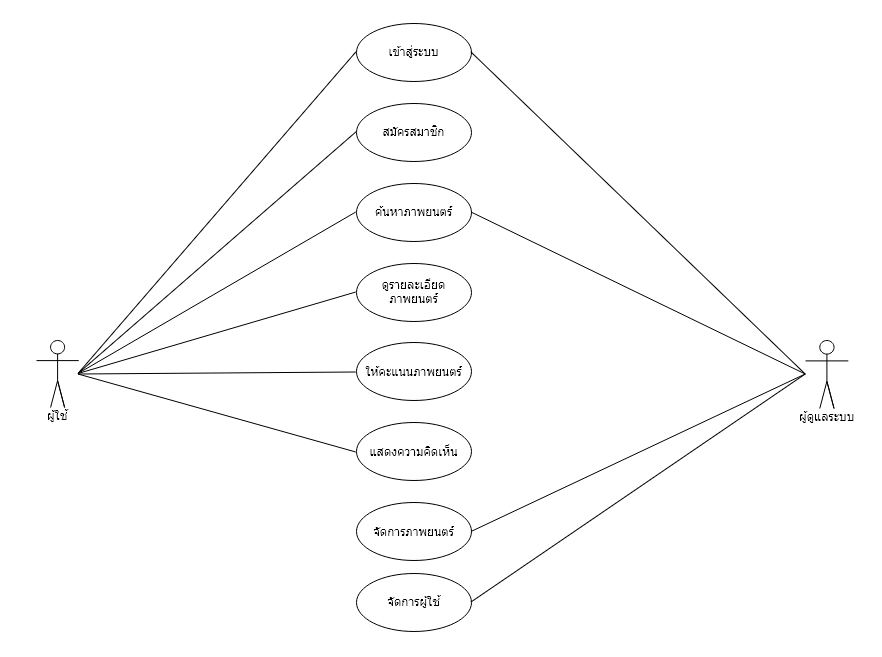 เข้าสู่ระบบ
สมัครสมาชิก
ค้นหาภาพยนตร์
ดูรายละเอียด
ภาพยนตร์
ให้คะแนนภาพยนตร์
ผู้ใช้
ผู้ดูแลระบบ
แสดงความคิดเห็น
จัดการภาพยนตร์
จัดการผู้ใช้